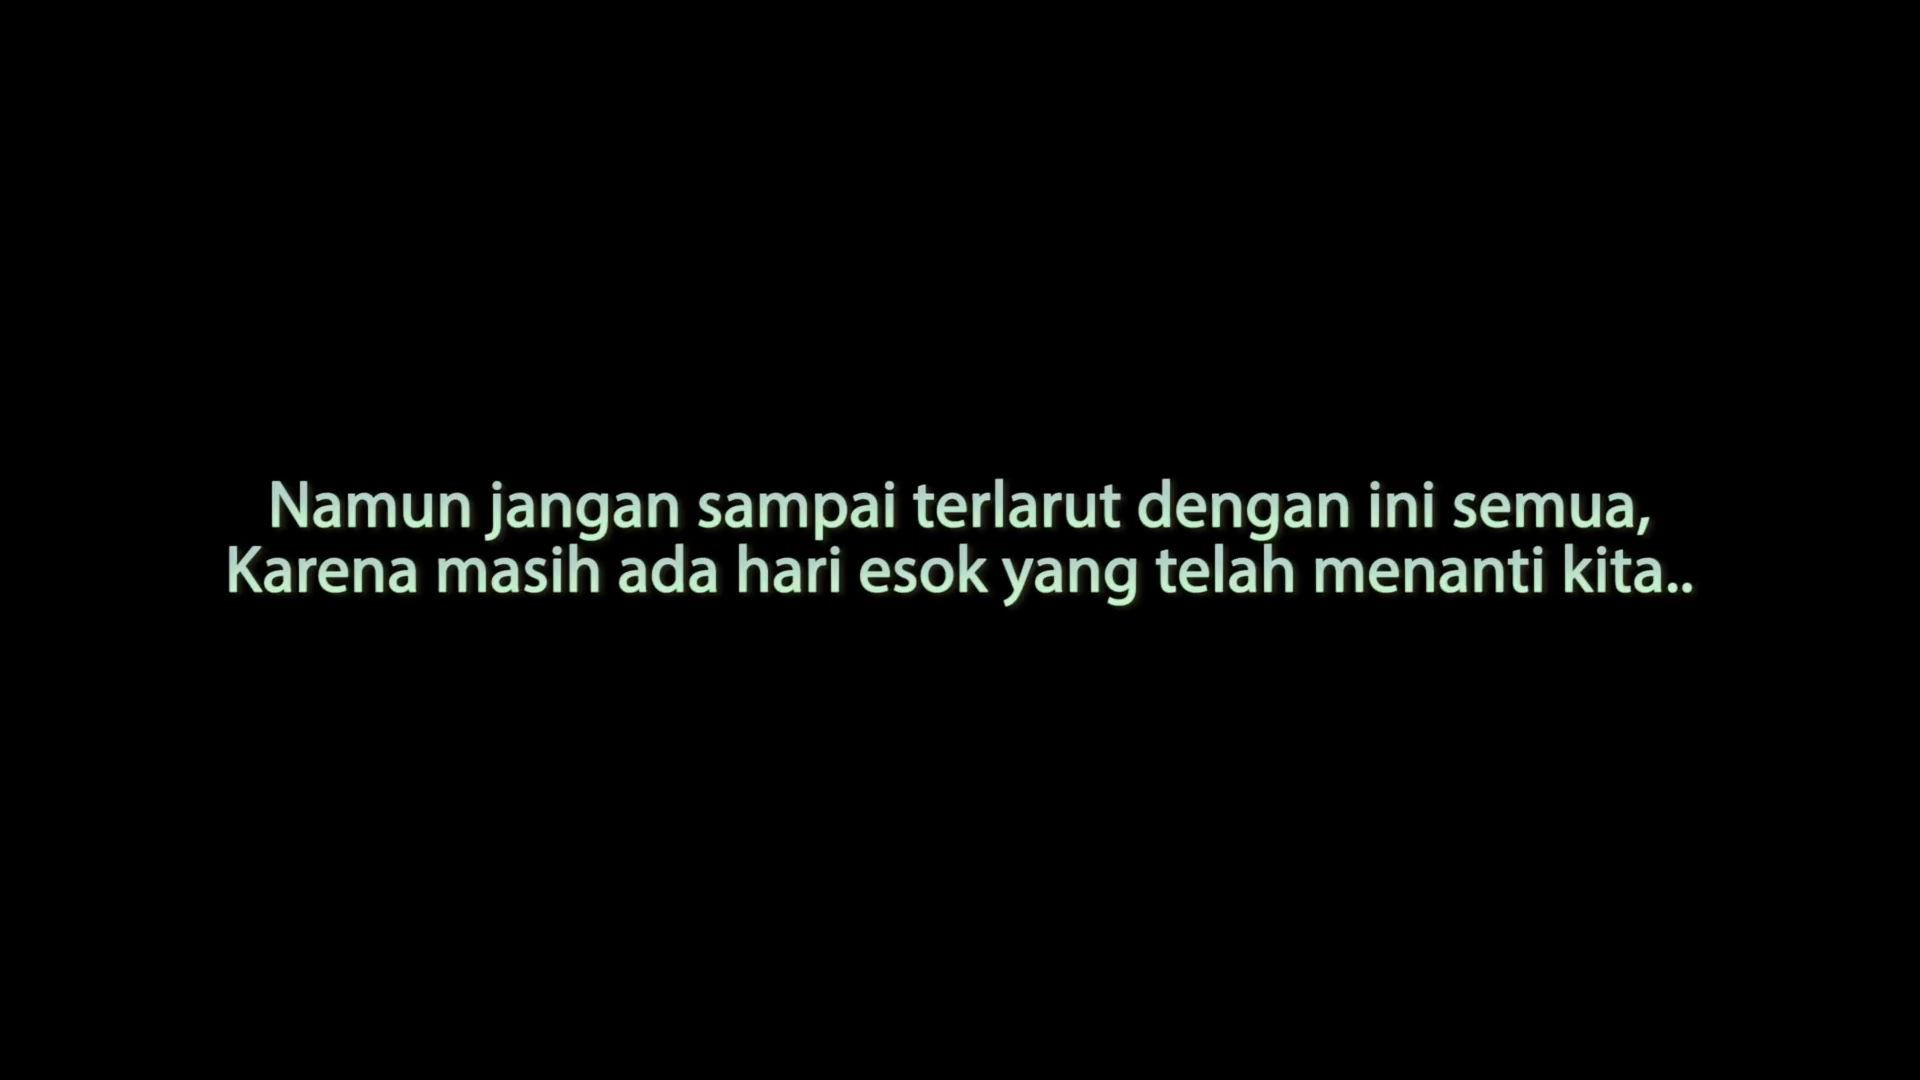 Namun jangan sampai terlarut dengan ini semua,
Karena masih ada hari esok yang telah menanti kita..